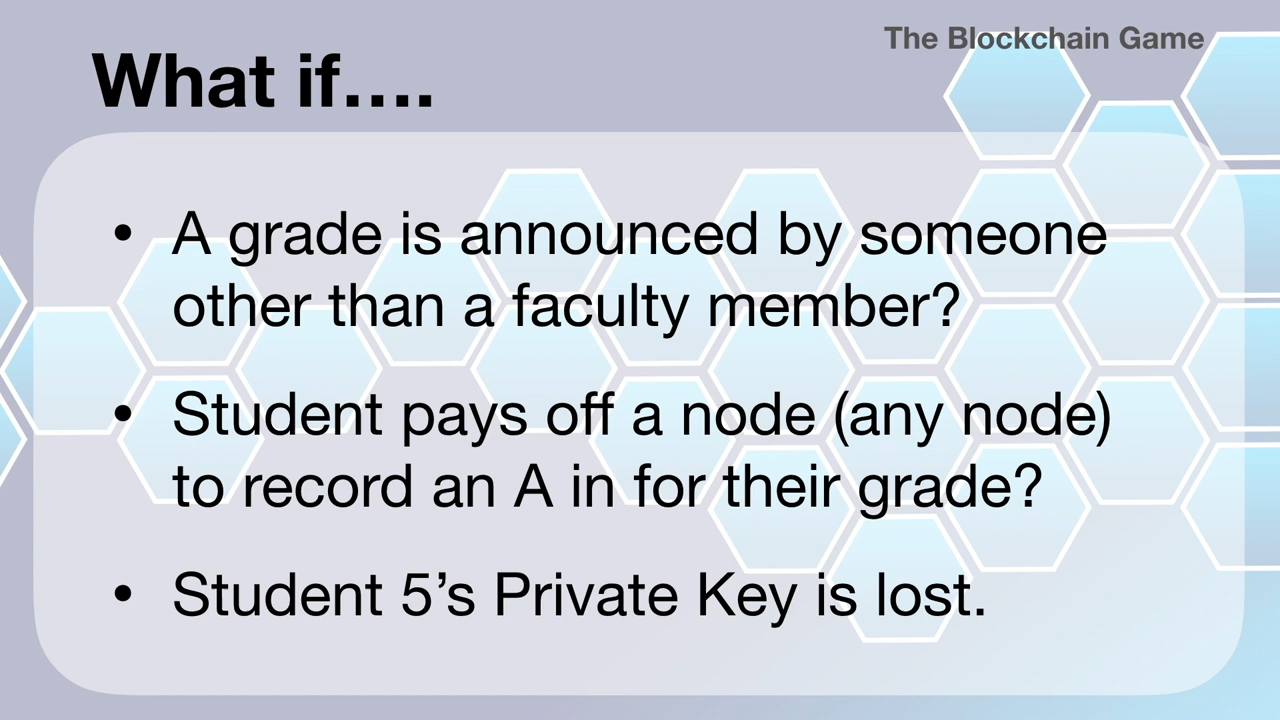 The Blockchain Game
What if....
• A grade is announced by someone
other than a faculty member?
• Student pays off a node (any node)
to record an A in for their grade?
• Student 5’s Private Key is lost.